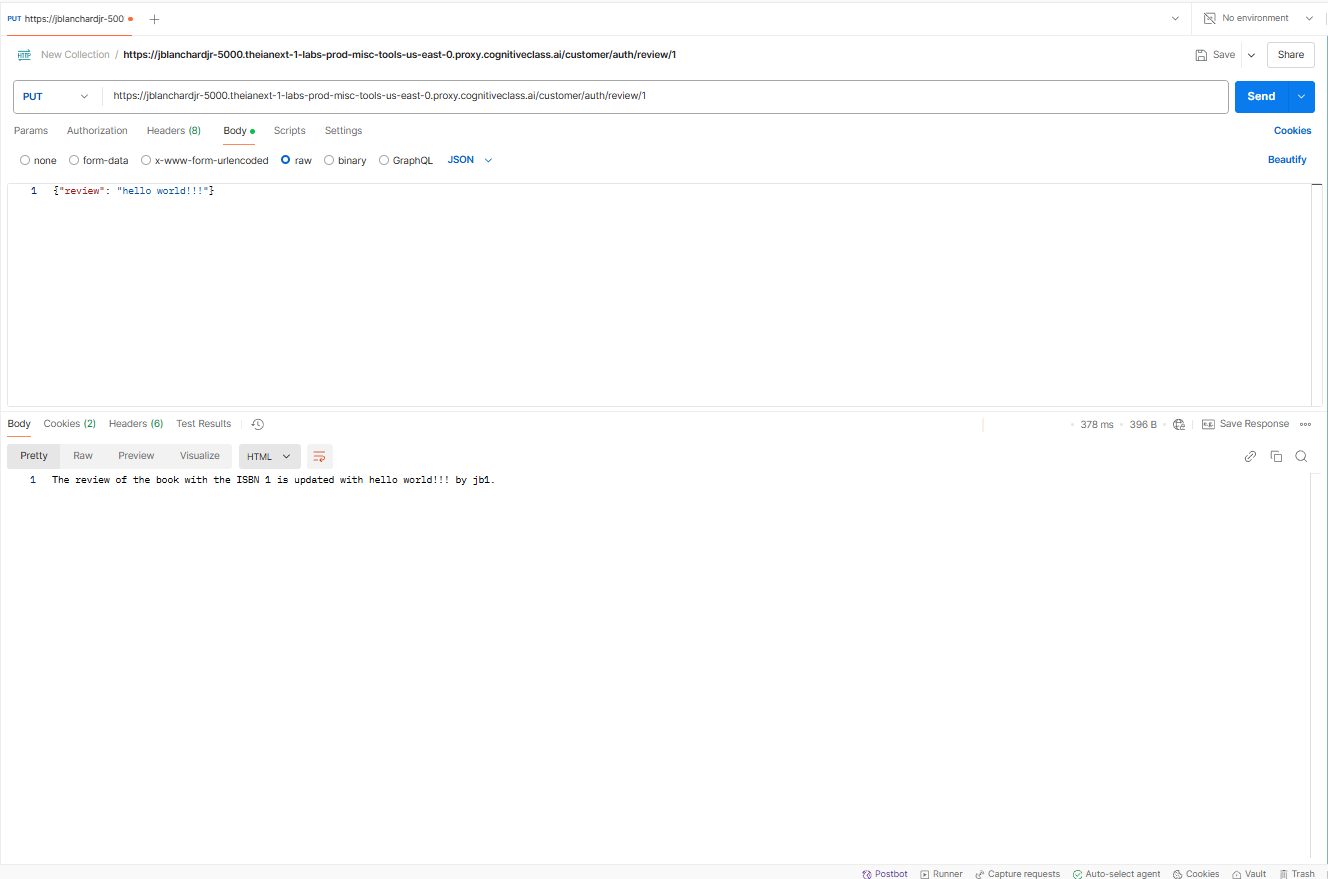 PUT https://jblanchardjr-500
No environment
HTTP New Collection / https://jblanchardjr-5000.theianext-1-labs-prod-misc-tools-us-east-0.proxy.cognitiveclass.ai/customer/auth/review/1
Save Share
PUT https://jblanchardjr-5000.theianext-1-labs-prod-misc-tools-us-east-0.proxy.cognitiveclass.ai/customer/auth/review/1 Send
Params Authorization Headers (8) Body Scripts Settings Cookies
none form-data x-www-form-urlencoded raw binary GraphQL JSON Beautify
1 {"review": "hello world!!!"}
Body Cookies (2) Headers (6) Test Results 378 ms 396 B e.g. Save Response
Pretty Raw Preview Visualize HTML
1 The review of the book with the ISBN 1 is updated with hello world!!! by jb1.
Postbot Runner Capture requests Auto-select agent Cookies Vault Trash